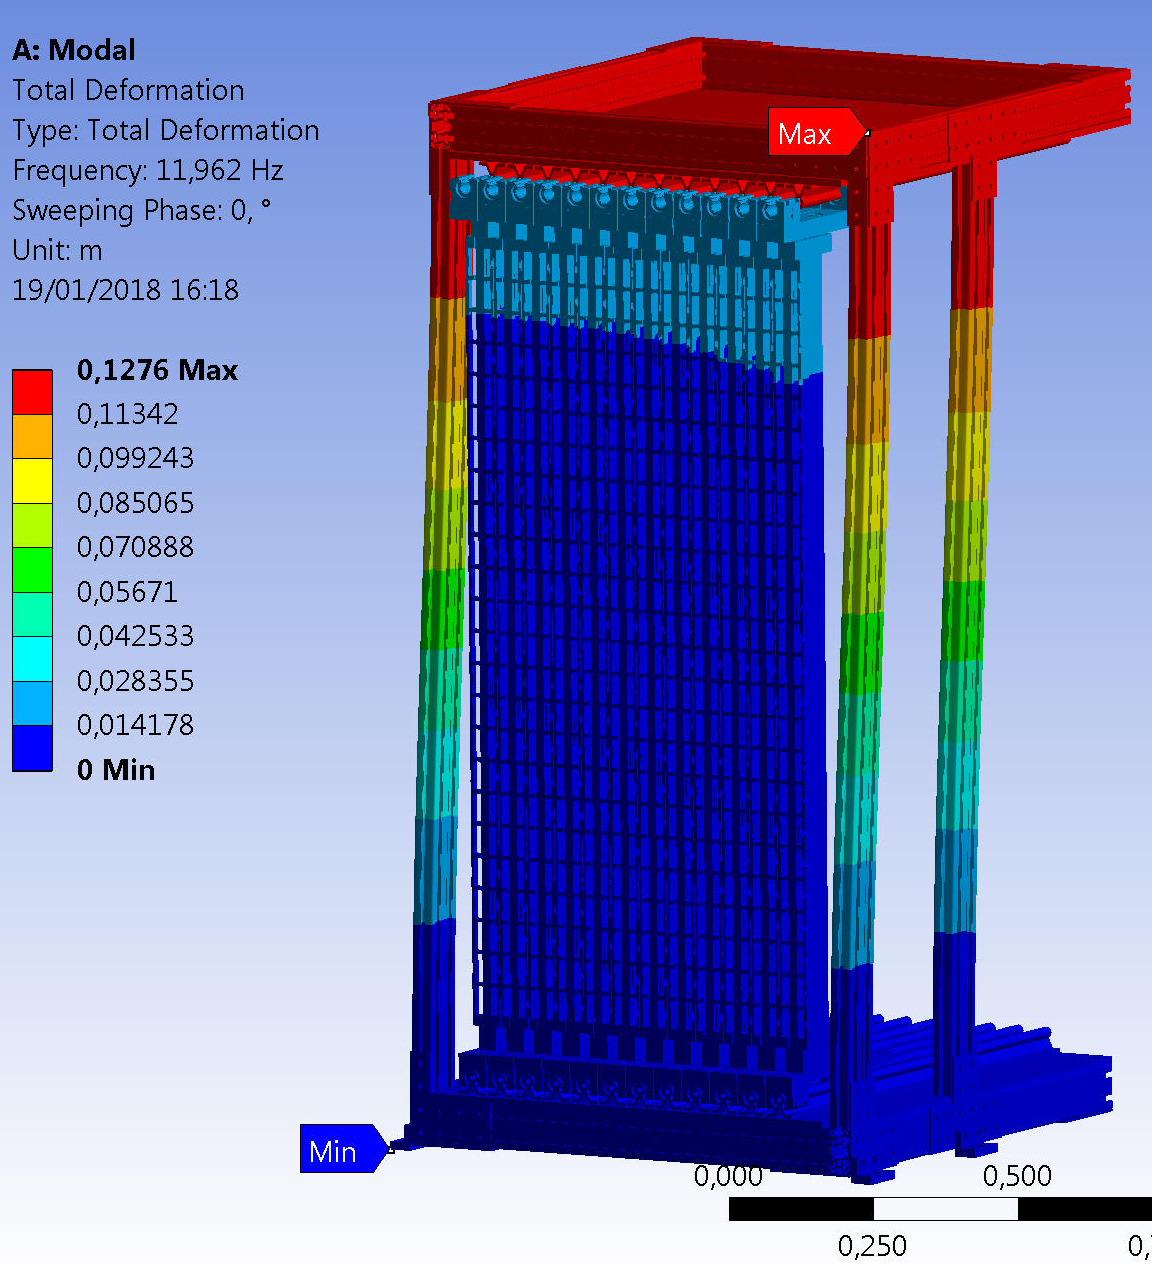 A: Modal
Total Deformation
Type: Total Deformation
Frequency: 11,962 Hz
Sweeping Phase: 0, °
Unit: m
19/01/2018 16:18
0,1276 Max
0,11342
0,099243
0,085065
0,070888
0,05671
0,042533
0,028355
0,014178
0 Min
Max
Min
0,000
0,500
0,250